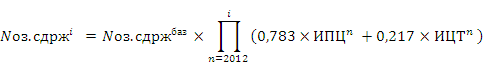 Nоз.сдржⁱ = Nоз.сдржᵇᵃᶻ × ∏ⁱₙ₌₂₀₁₂ (0,783 × ИПЦⁿ + 0,217 × ИЦТⁿ )